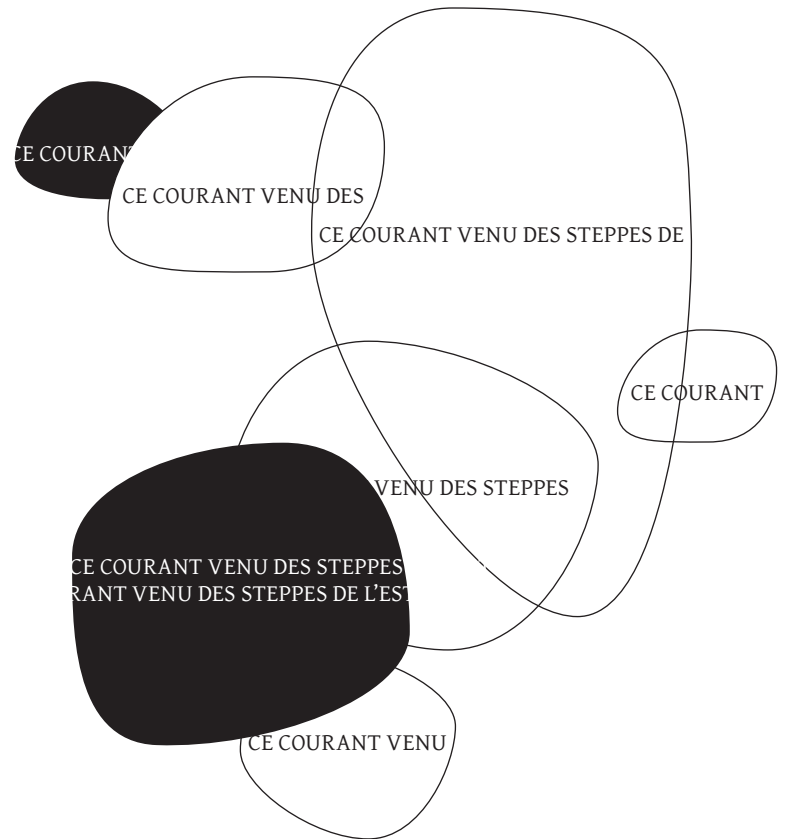 CE COURANT
CE COURANT VENU DES
CE COURANT VENU DES STEPPES DE
CE COURANT
VENU DES STEPPES
CE COURANT VENU DES STEPPES
RANT VENU DES STEPPES DE L’EST
CE COURANT VENU